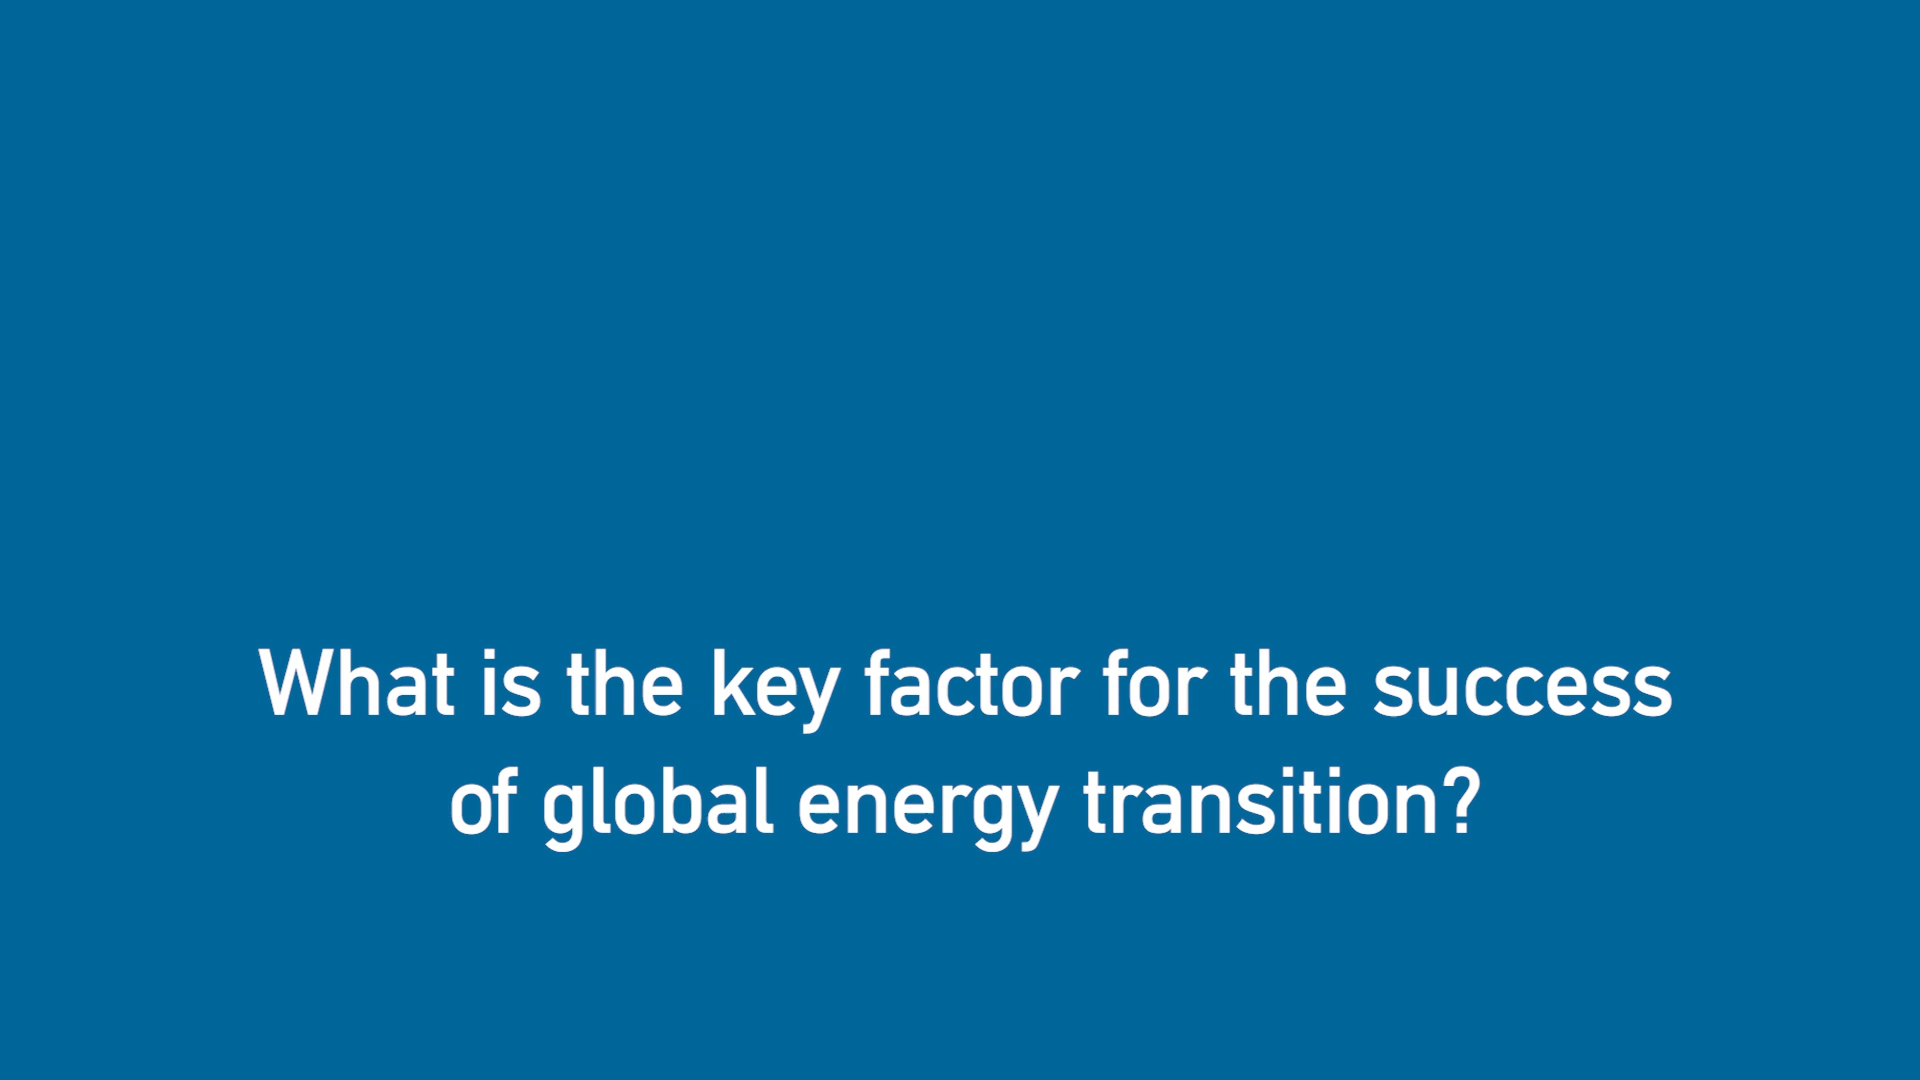 What is the key factor for the success
of global energy transition?